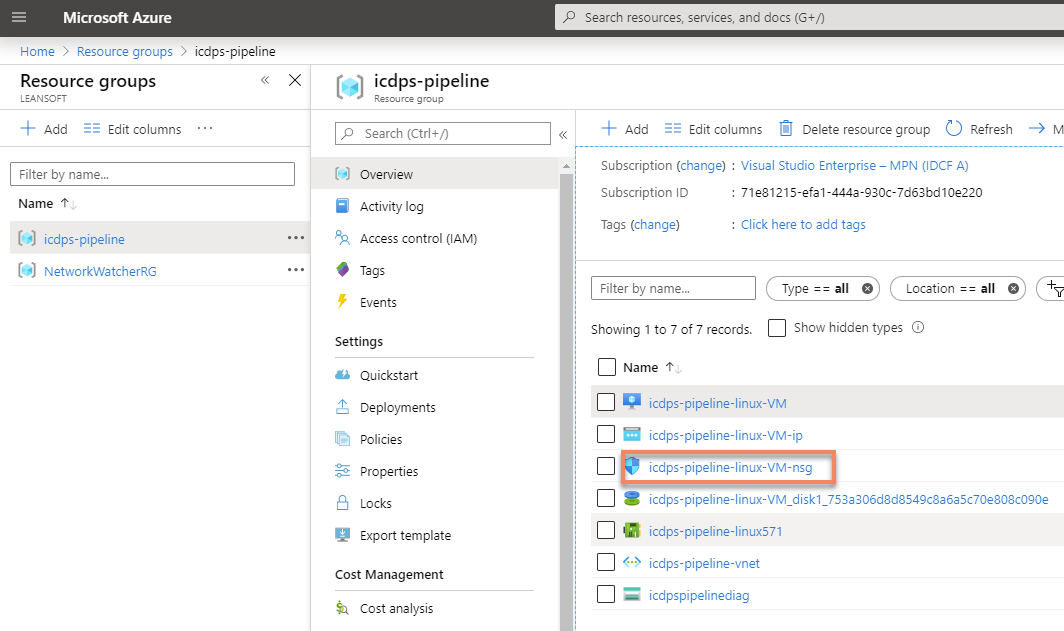 Microsoft Azure
Search resources, services, and docs (G+/)
Home > Resource groups > icdps-pipeline
Resource groups
LEANSOFT
Add Edit columns ...
Filter by name...
Name
icdps-pipeline ...
NetworkWatcherRG ...
icdps-pipeline
Resource group
Search (Ctrl+/)
Overview
Activity log
Access control (IAM)
Tags
Events
Settings
Quickstart
Deployments
Policies
Properties
Locks
Export template
Cost Management
Cost analysis
Add Edit columns Delete resource group Refresh M
Subscription (change) : Visual Studio Enterprise – MPN (IDCF A)
Subscription ID : 71e81215-efa1-444a-930c-7d63bd10e220
Tags (change) : Click here to add tags
Filter by name... Type == all Location == all
Showing 1 to 7 of 7 records. Show hidden types
Name
icdps-pipeline-linux-VM
icdps-pipeline-linux-VM-ip
icdps-pipeline-linux-VM-nsg
icdps-pipeline-linux-VM_disk1_753a306d8d8549c8a6a5c70e808c090e
icdps-pipeline-linux571
icdps-pipeline-vnet
icdpspipelinediag